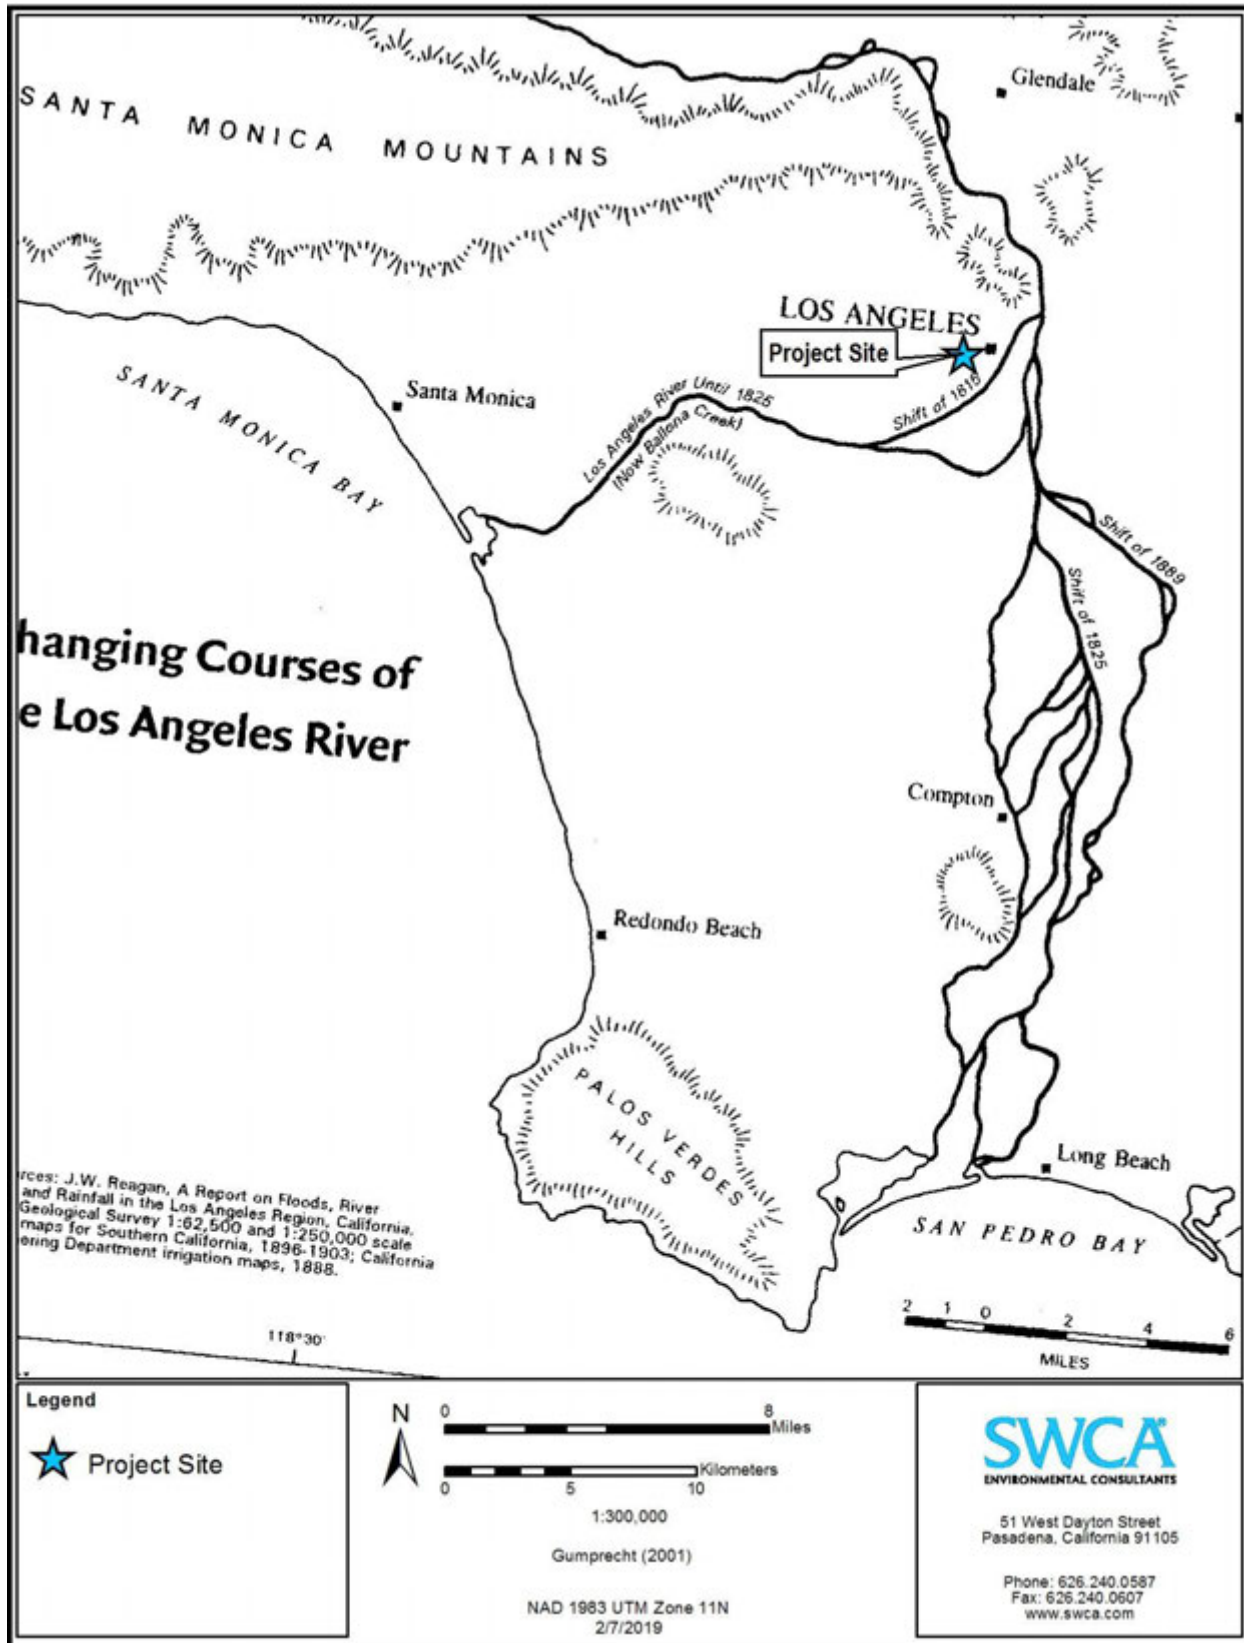 Glendale
SANTA MONICA MOUNTAINS
LOS ANGELES
Project Site
Shift of 1815
Santa Monica
Los Angeles River Until 1825
(Now Ballona Creek)
SANTA MONICA BAY
Shift of 1889
Shift of 1825
hanging Courses of
e Los Angeles River
Compton
Redondo Beach
PALOS VERDES
HILLS
Long Beach
SAN PEDRO BAY
rces: J.W. Reagan, A Report on Floods, River
and Rainfall in the Los Angeles Region, California.
Geological Survey 1:62,500 and 1:250,000 scale
maps for Southern California, 1896-1903; California
ering Department irrigation maps, 1888.
118°30'
2 1 0 2 4 6
MILES
Legend
Project Site
N
0 8
Miles
Kilometers
0 5 10
1:300,000
Gumprecht (2001)
NAD 1983 UTM Zone 11N
2/7/2019
SWCA
ENVIRONMENTAL CONSULTANTS
51 West Dayton Street
Pasadena, California 91105
Phone: 626.240.0587
Fax: 626.240.0607
www.swca.com